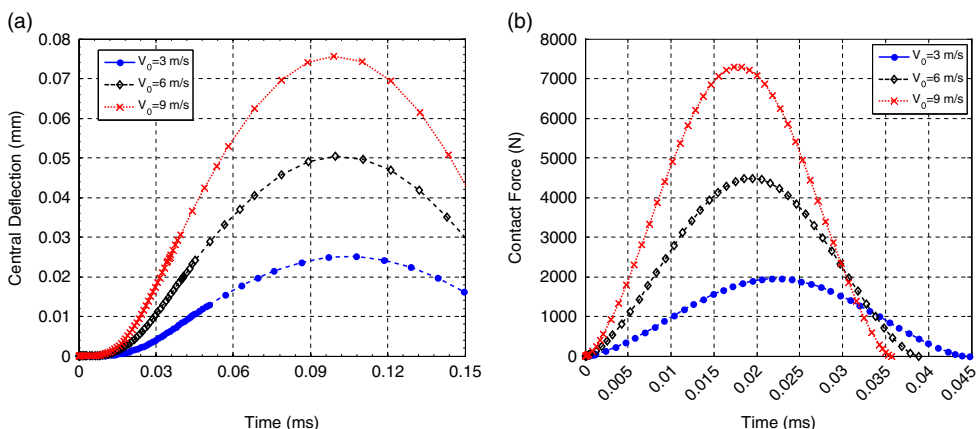 (a)
0.08
0.07
0.06
0.05
0.04
0.03
0.02
0.01
0
Central Deflection (mm)
V0=3 m/s
V0=6 m/s
V0=9 m/s
0 0.03 0.06 0.09 0.12 0.15
Time (ms)
(b)
8000
7000
6000
5000
4000
3000
2000
1000
0
Contact Force (N)
V0=3 m/s
V0=6 m/s
V0=9 m/s
0 0.005 0.01 0.015 0.02 0.025 0.03 0.035 0.04 0.045
Time (ms)